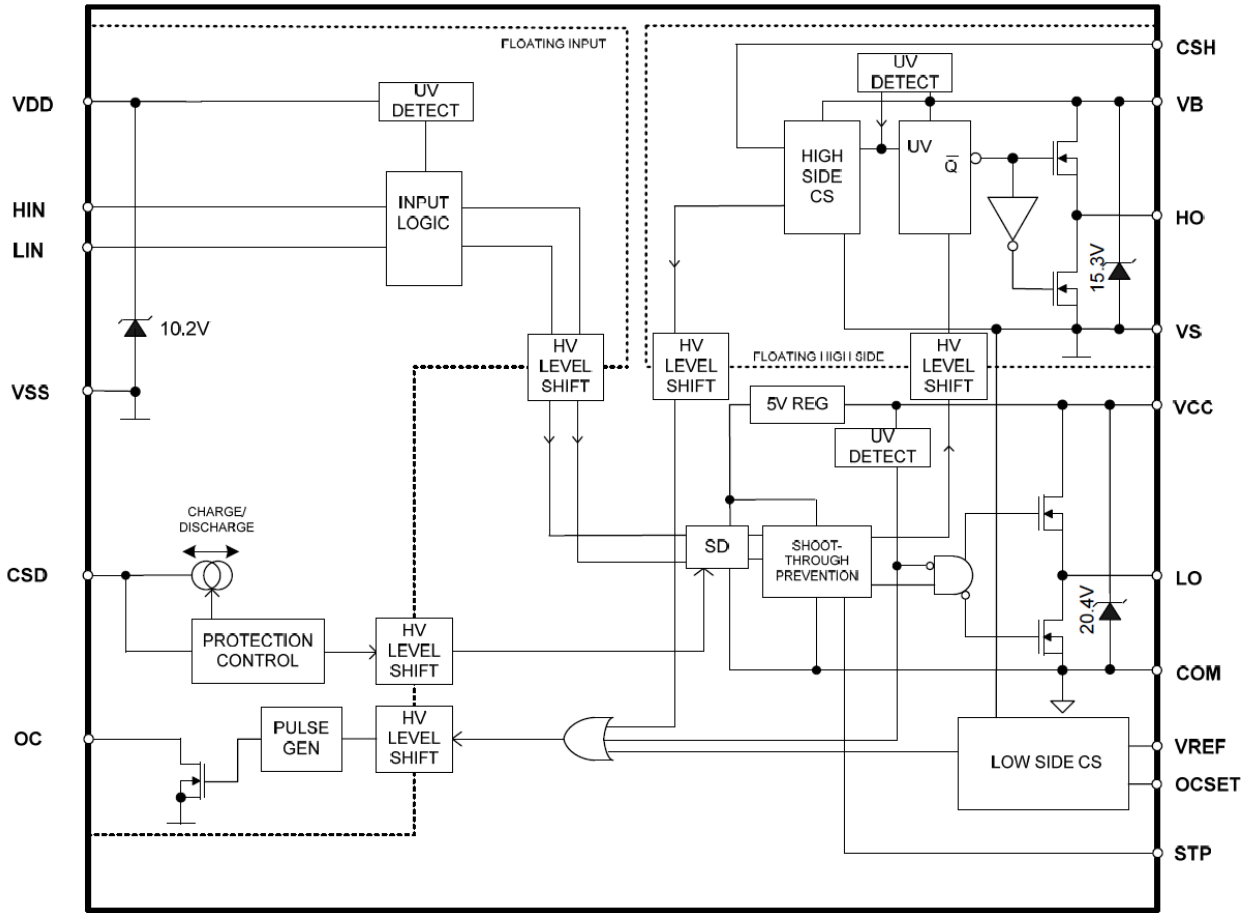 FLOATING INPUT
CSH
UV
DETECT
VDD
UV
DETECT
VB
HIGH
SIDE
CS
UV
Q̅
HIN
INPUT
LOGIC
HO
LIN
15.3V
10.2V
VS
HV
LEVEL
SHIFT
HV
LEVEL
SHIFT
FLOATING HIGH SIDE
HV
LEVEL
SHIFT
VSS
5V REG
VCC
UV
DETECT
CHARGE/
DISCHARGE
SD
SHOOT-
THROUGH
PREVENTION
CSD
LO
20.4V
PROTECTION
CONTROL
HV
LEVEL
SHIFT
COM
OC
PULSE
GEN
HV
LEVEL
SHIFT
LOW SIDE CS
VREF
OCSET
STP